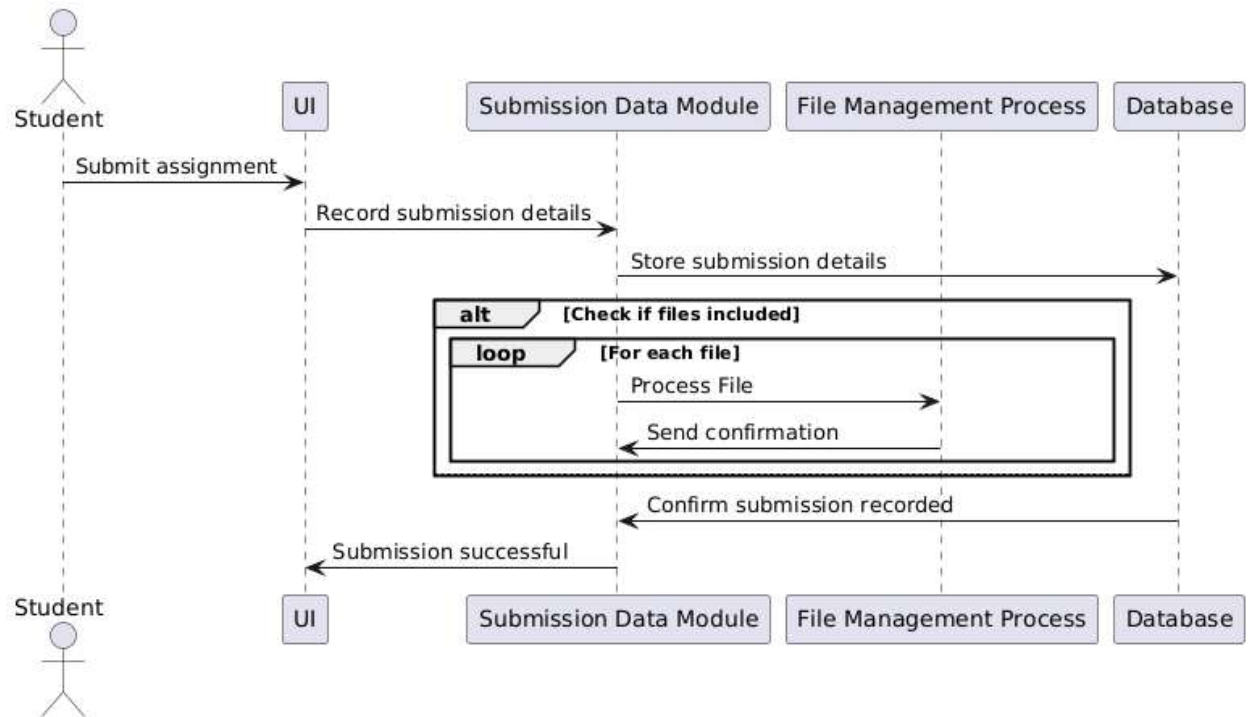 Student
UI
Submission Data Module
File Management Process
Database
Submit assignment
Record submission details
Store submission details
alt [Check if files included]
loop [For each file]
Process File
Send confirmation
Confirm submission recorded
Submission successful
Student
UI
Submission Data Module
File Management Process
Database